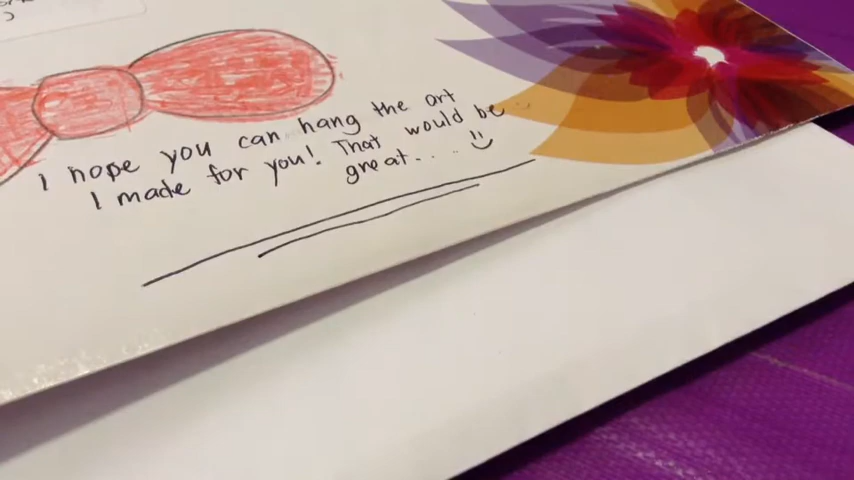 I hope you can hang the art
I made for you! That would be
great.... :)